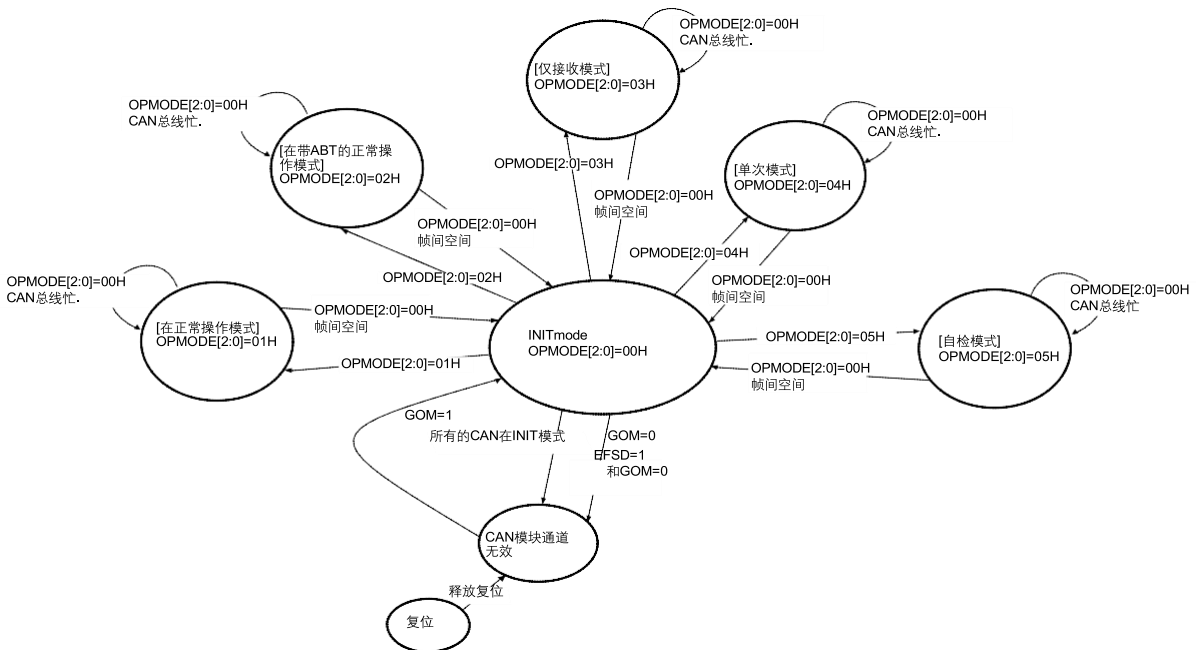 OPMODE[2:0]=00H
CAN总线忙.
[仅接收模式]
OPMODE[2:0]=03H
OPMODE[2:0]=00H
CAN总线忙.
[在带ABT的正常操
作模式]
OPMODE[2:0]=02H
OPMODE[2:0]=00H
CAN总线忙.
[单次模式]
OPMODE[2:0]=04H
OPMODE[2:0]=03H
OPMODE[2:0]=00H
帧间空间
OPMODE[2:0]=00H
帧间空间
OPMODE[2:0]=04H
OPMODE[2:0]=02H
OPMODE[2:0]=00H
帧间空间
OPMODE[2:0]=00H
CAN总线忙.
[在正常操作模式]
OPMODE[2:0]=01H
OPMODE[2:0]=00H
帧间空间
OPMODE[2:0]=01H
INITmode
OPMODE[2:0]=00H
OPMODE[2:0]=05H
OPMODE[2:0]=00H
帧间空间
[自检模式]
OPMODE[2:0]=05H
OPMODE[2:0]=00H
CAN总线忙
GOM=1
所有的CAN在INIT模式
GOM=0
EFSD=1
和GOM=0
CAN模块通道
无效
释放复位
复位